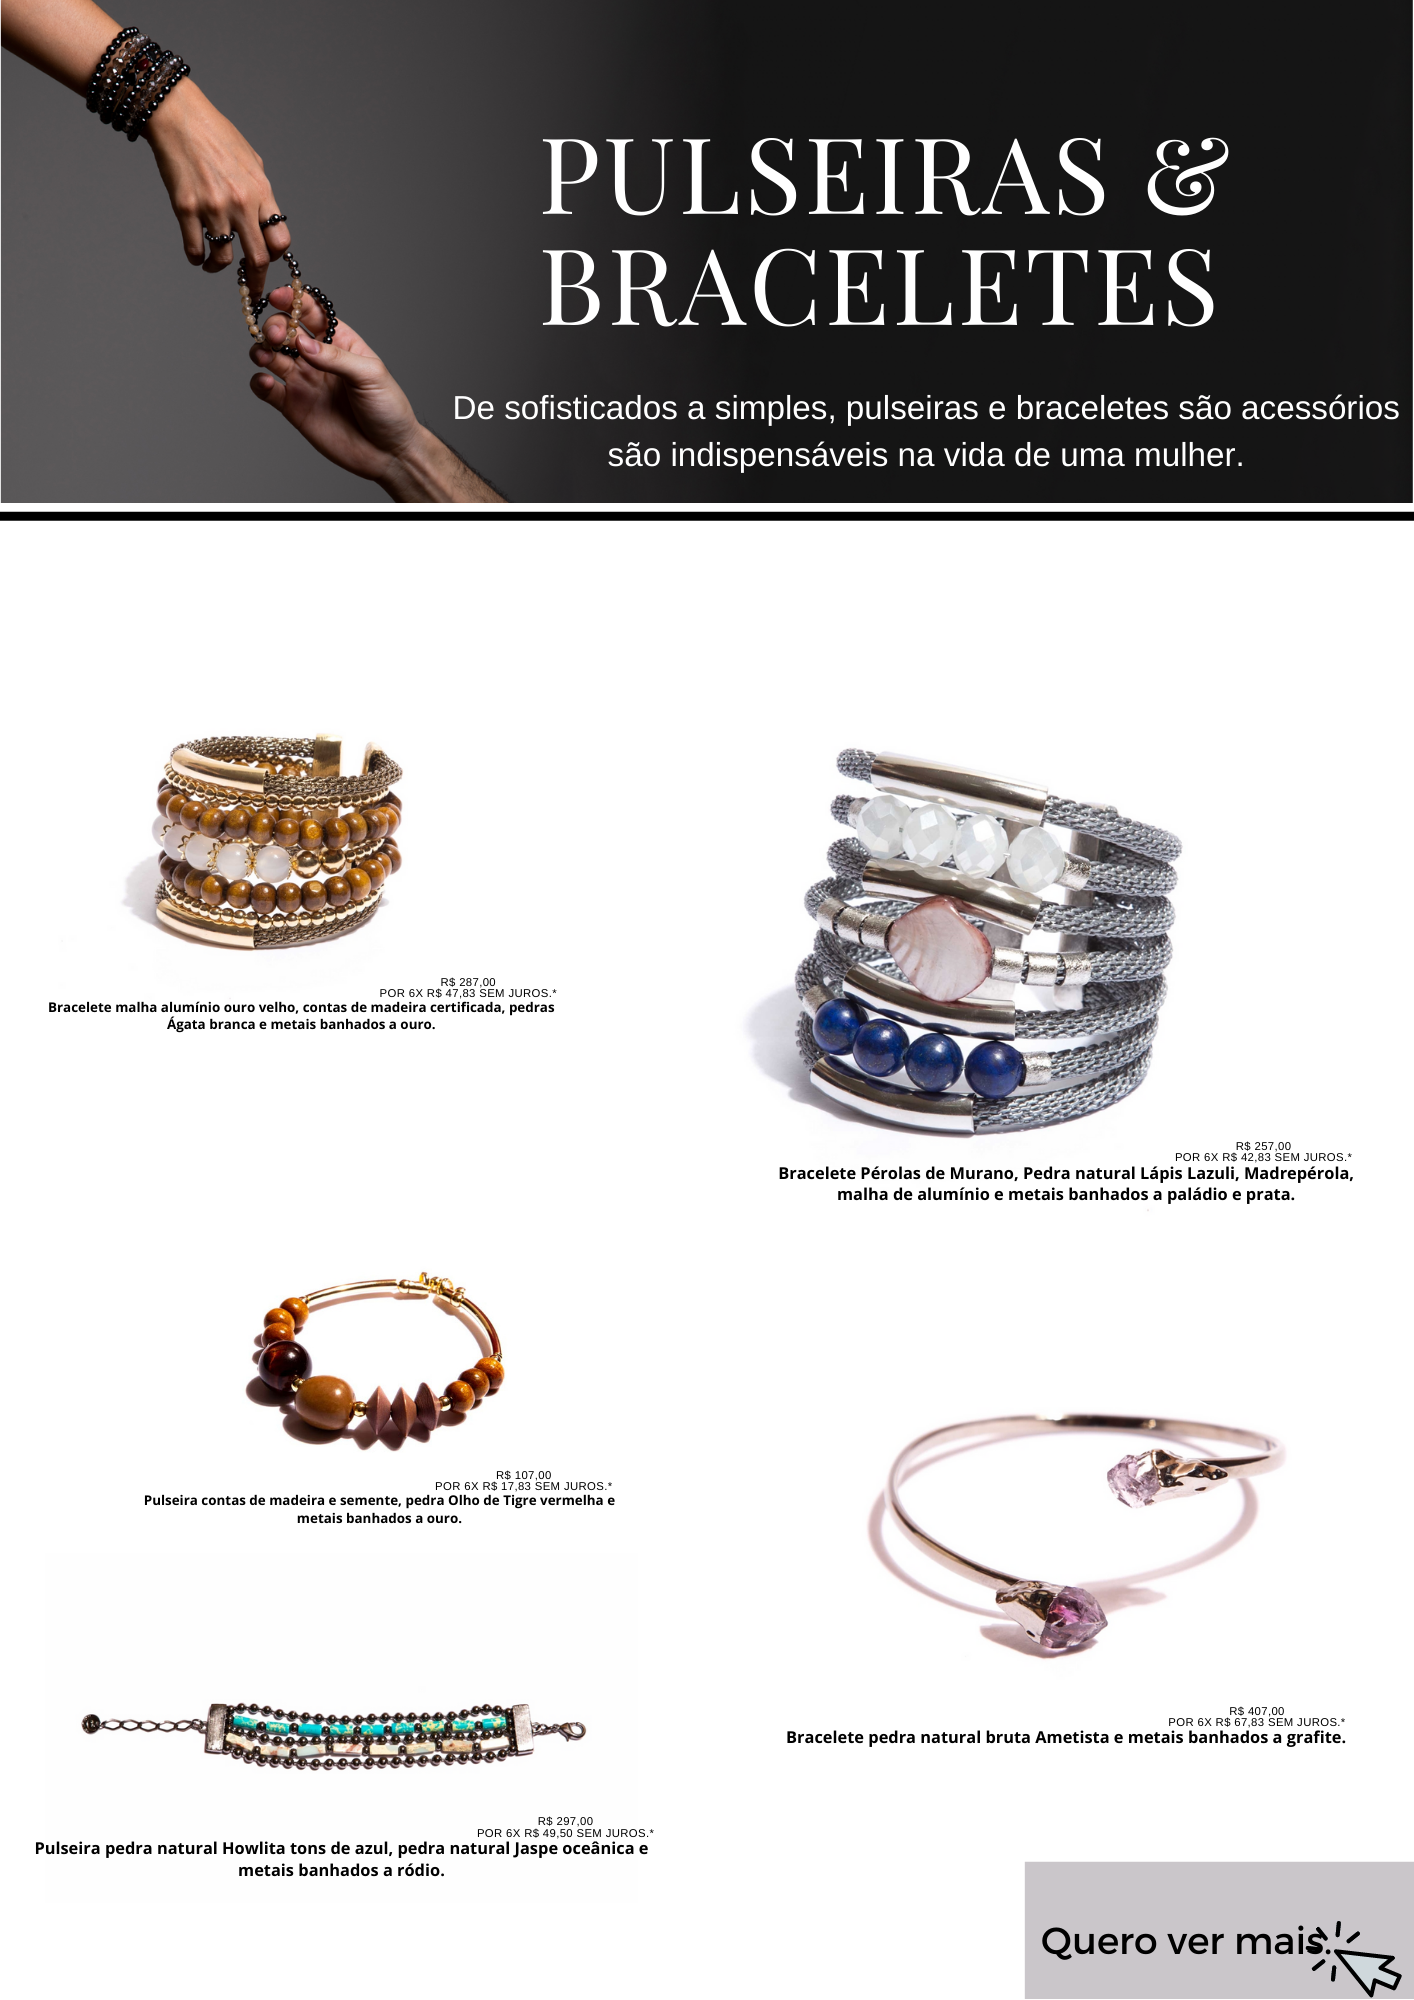 PULSEIRAS &
BRACELETES
De sofisticados a simples, pulseiras e braceletes são acessórios
são indispensáveis na vida de uma mulher.
R$ 287,00
POR 6X R$ 47,83 SEM JUROS.*
Bracelete malha alumínio ouro velho, contas de madeira certificada, pedras
Ágata branca e metais banhados a ouro.
R$ 257,00
POR 6X R$ 42,83 SEM JUROS.*
Bracelete Pérolas de Murano, Pedra natural Lápis Lazuli, Madrepérola,
malha de alumínio e metais banhados a paládio e prata.
R$ 107,00
POR 6X R$ 17,83 SEM JUROS.*
Pulseira contas de madeira e semente, pedra Olho de Tigre vermelha e
metais banhados a ouro.
R$ 407,00
POR 6X R$ 67,83 SEM JUROS.*
Bracelete pedra natural bruta Ametista e metais banhados a grafite.
R$ 297,00
POR 6X R$ 49,50 SEM JUROS.*
Pulseira pedra natural Howlita tons de azul, pedra natural Jaspe oceânica e
metais banhados a ródio.
Quero ver mais.